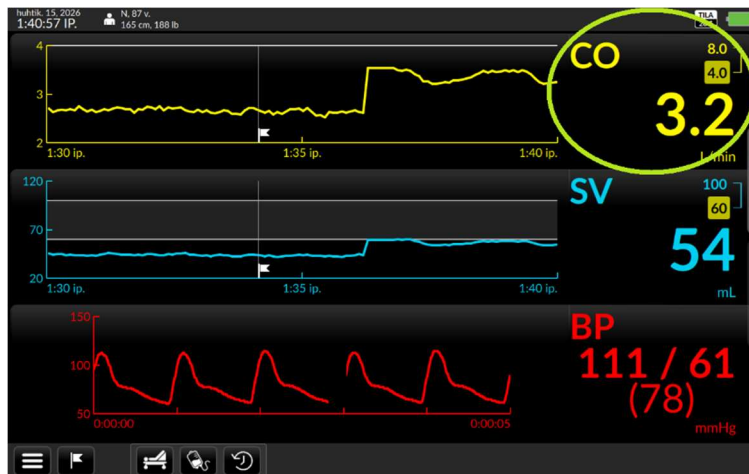 huhtik. 15, 2026
1:40:57 IP.
N, 87 v.
165 cm, 188 lb
TILA
4
3
2
1:30 ip.
1:35 ip.
1:40 ip.
CO
8.0
4.0
3.2
L/min
120
70
20
1:30 ip.
1:35 ip.
1:40 ip.
SV
100
60
54
mL
150
100
50
0:00:00
0:00:05
BP
111 / 61
(78)
mmHg